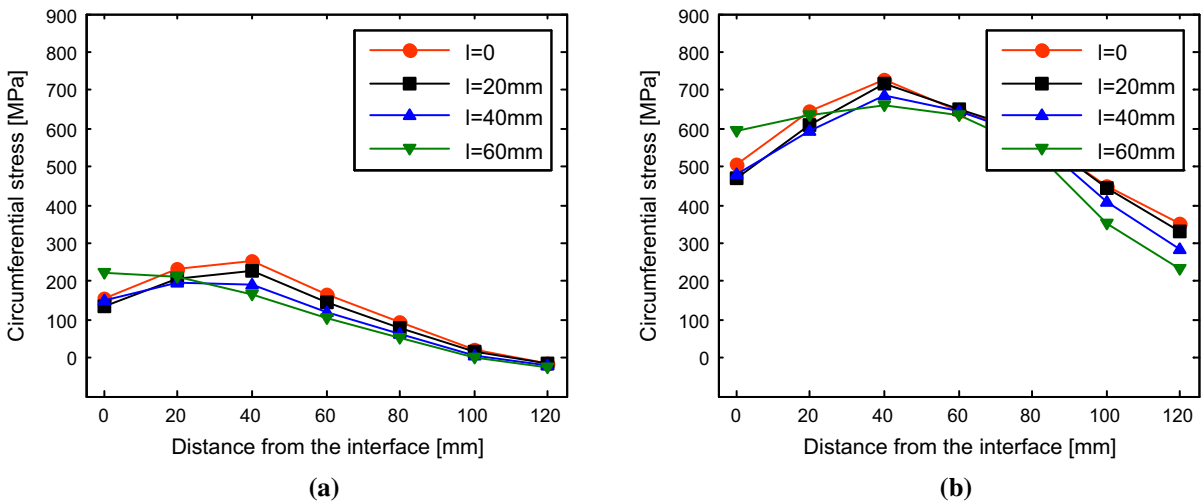 900
800
700
600
500
400
300
200
100
0
Circumferential stress [MPa]
l=0
l=20mm
l=40mm
l=60mm
0 20 40 60 80 100 120
Distance from the interface [mm]
(a)
900
800
700
600
500
400
300
200
100
0
Circumferential stress [MPa]
l=0
l=20mm
l=40mm
l=60mm
0 20 40 60 80 100 120
Distance from the interface [mm]
(b)